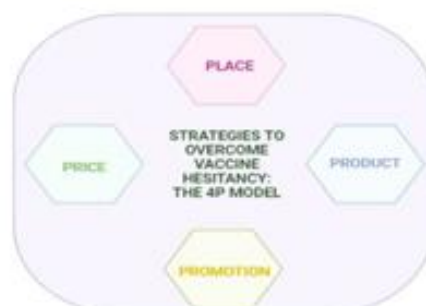 PLACE
STRATEGIES TO
OVERCOME
VACCINE
HESITANCY:
THE 4P MODEL
PRICE
PRODUCT
PROMOTION